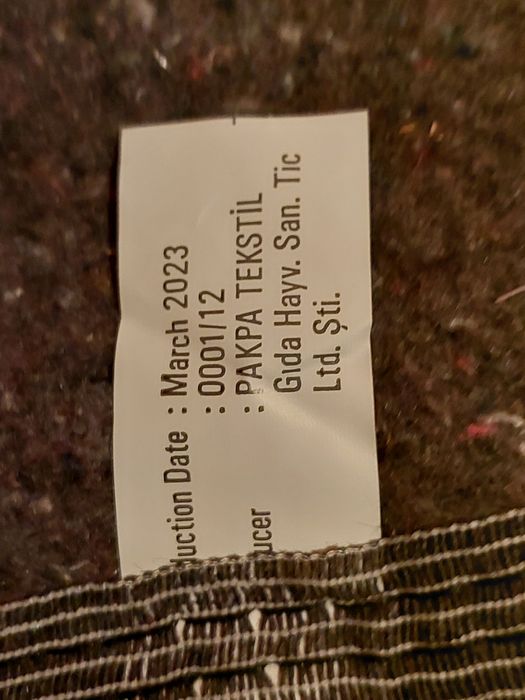 uction Date : March 2023
: 0001/12
ucer : PAKPA TEKSTİL
Gıda Hayv. San. Tic
Ltd. Şti.